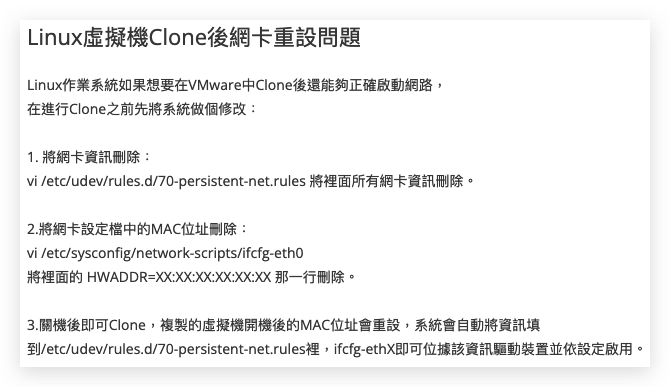 Linux虛擬機Clone後網卡重設問題
Linux作業系統如果想要在VMware中Clone後還能夠正確啟動網路，
在進行Clone之前先將系統做個修改：
1. 將網卡資訊刪除：
vi /etc/udev/rules.d/70-persistent-net.rules 將裡面所有網卡資訊刪除。
2.將網卡設定檔中的MAC位址刪除：
vi /etc/sysconfig/network-scripts/ifcfg-eth0
將裡面的 HWADDR=XX:XX:XX:XX:XX:XX 那一行刪除。
3.關機後即可Clone，複製的虛擬機開機後的MAC位址會重設，系統會自動將資訊填
到/etc/udev/rules.d/70-persistent-net.rules裡，ifcfg-ethX即可位據該資訊驅動裝置並依設定啟用。